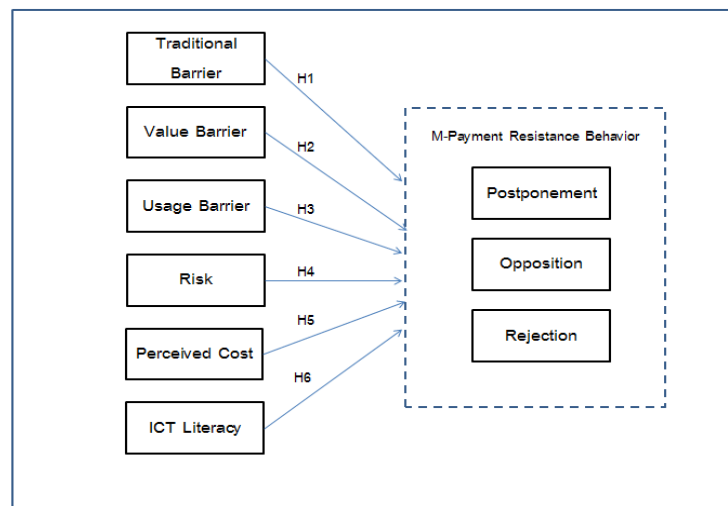 Traditional
Barrier
H1
Value Barrier
H2
Usage Barrier
H3
Risk
H4
Perceived Cost
H5
ICT Literacy
H6
M-Payment Resistance Behavior
Postponement
Opposition
Rejection